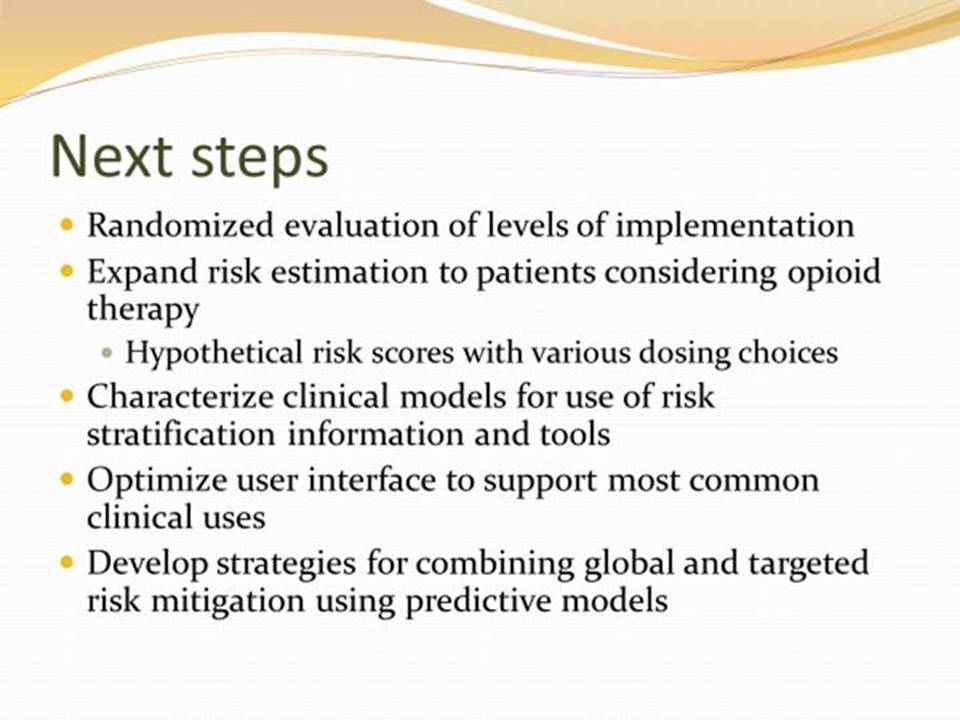 Next steps
Randomized evaluation of levels of implementation
Expand risk estimation to patients considering opioid
therapy
Hypothetical risk scores with various dosing choices
Characterize clinical models for use of risk
stratification information and tools
Optimize user interface to support most common
clinical uses
Develop strategies for combining global and targeted
risk mitigation using predictive models